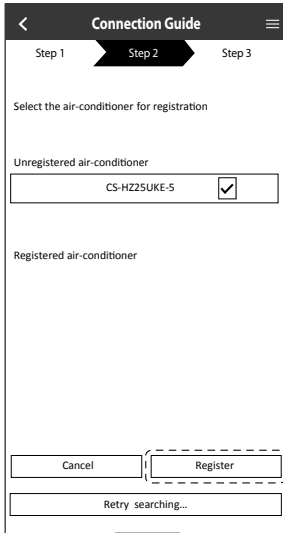 Connection Guide
Step 1 Step 2 Step 3
Select the air-conditioner for registration
Unregistered air-conditioner
CS-HZ25UKE-5
Registered air-conditioner
Cancel Register
Retry searching...